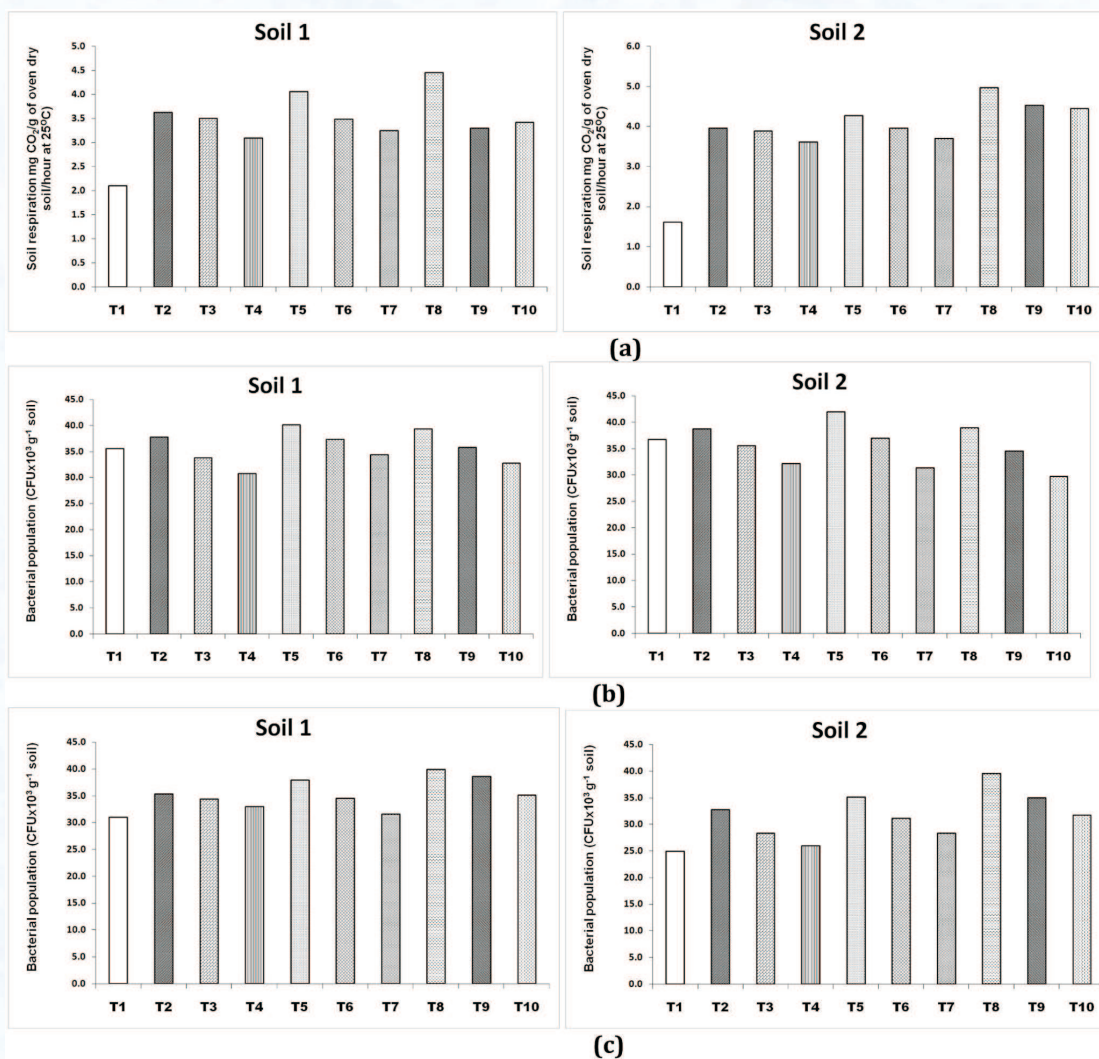 Soil 1
Soil respiration mg CO₂/g of oven dry
soil/hour at 25⁰C)
5.0
4.5
4.0
3.5
3.0
2.5
2.0
1.5
1.0
0.5
0.0
T1 T2 T3 T4 T5 T6 T7 T8 T9 T10
Soil 2
Soil respiration mg CO₂/g of oven dry
soil/hour at 25⁰C)
6.0
5.0
4.0
3.0
2.0
1.0
0.0
T1 T2 T3 T4 T5 T6 T7 T8 T9 T10
(a)
Soil 1
Bacterial population (CFUx10³ g⁻¹ soil)
45.0
40.0
35.0
30.0
25.0
20.0
15.0
10.0
5.0
0.0
T1 T2 T3 T4 T5 T6 T7 T8 T9 T10
Soil 2
Bacterial population (CFUx10³ g⁻¹ soil)
45.0
40.0
35.0
30.0
25.0
20.0
15.0
10.0
5.0
0.0
T1 T2 T3 T4 T5 T6 T7 T8 T9 T10
(b)
Soil 1
Bacterial population (CFUx10³ g⁻¹ soil)
45.0
40.0
35.0
30.0
25.0
20.0
15.0
10.0
5.0
0.0
T1 T2 T3 T4 T5 T6 T7 T8 T9 T10
Soil 2
Bacterial population (CFUx10³ g⁻¹ soil)
45.0
40.0
35.0
30.0
25.0
20.0
15.0
10.0
5.0
0.0
T1 T2 T3 T4 T5 T6 T7 T8 T9 T10
(c)